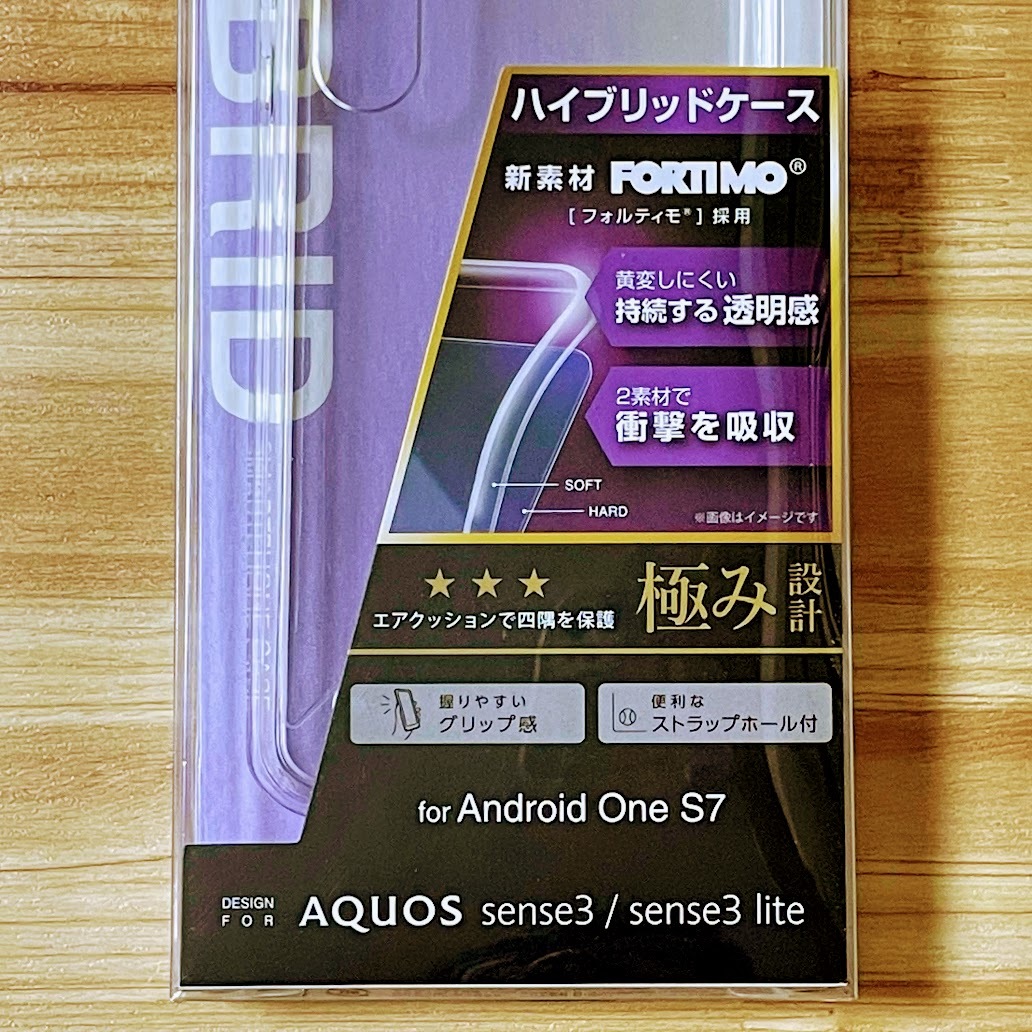 BRID
ハイブリッドケース
新素材 FORTIMO®
[ フォルティモ® ] 採用
黄変しにくい
持続する 透明感
2素材で
衝撃を吸収
SOFT
HARD
※画像はイメージです
★★★
エアクッションで四隅を保護
極み設計
握りやすい
グリップ感
便利な
ストラップホール付
for Android One S7
DESIGN
FOR
AQUOS sense3 / sense3 lite